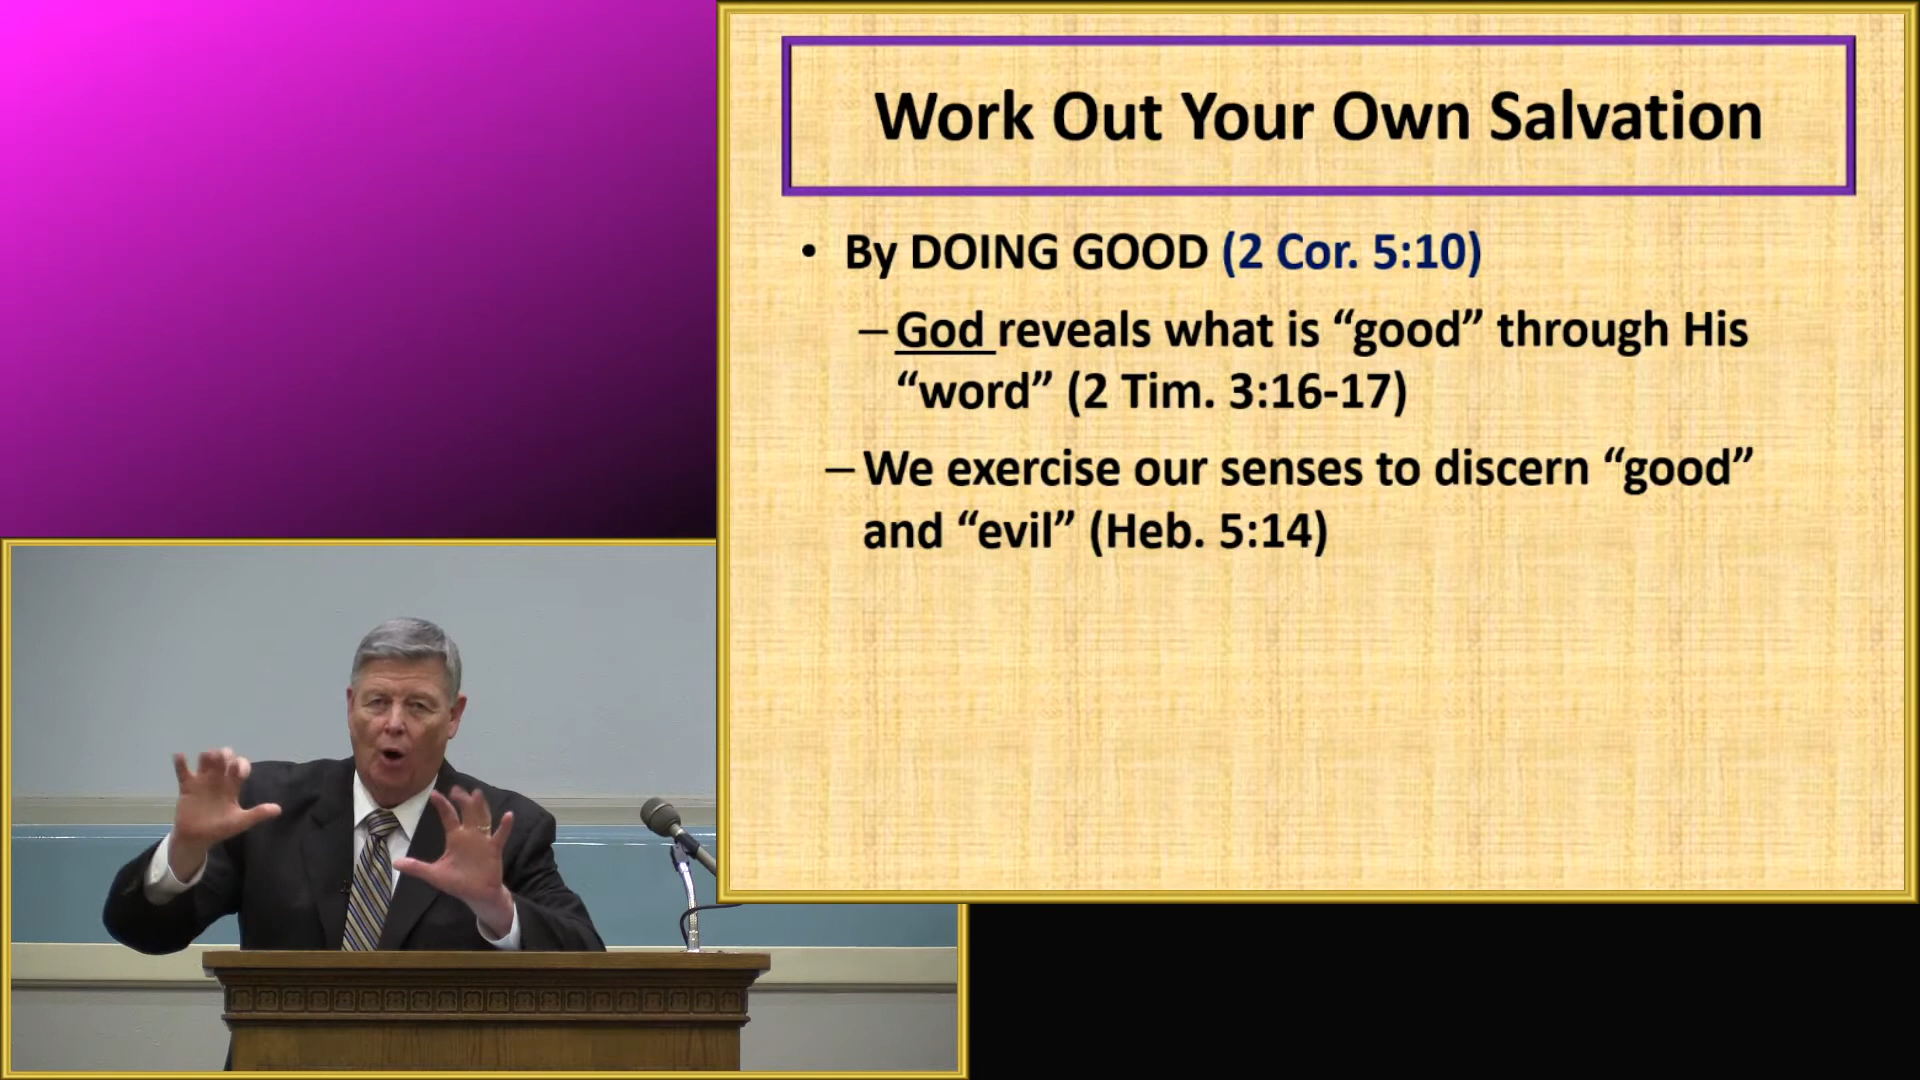 Work Out Your Own Salvation
• By DOING GOOD (2 Cor. 5:10)
– God reveals what is “good” through His
“word” (2 Tim. 3:16-17)
– We exercise our senses to discern “good”
and “evil” (Heb. 5:14)